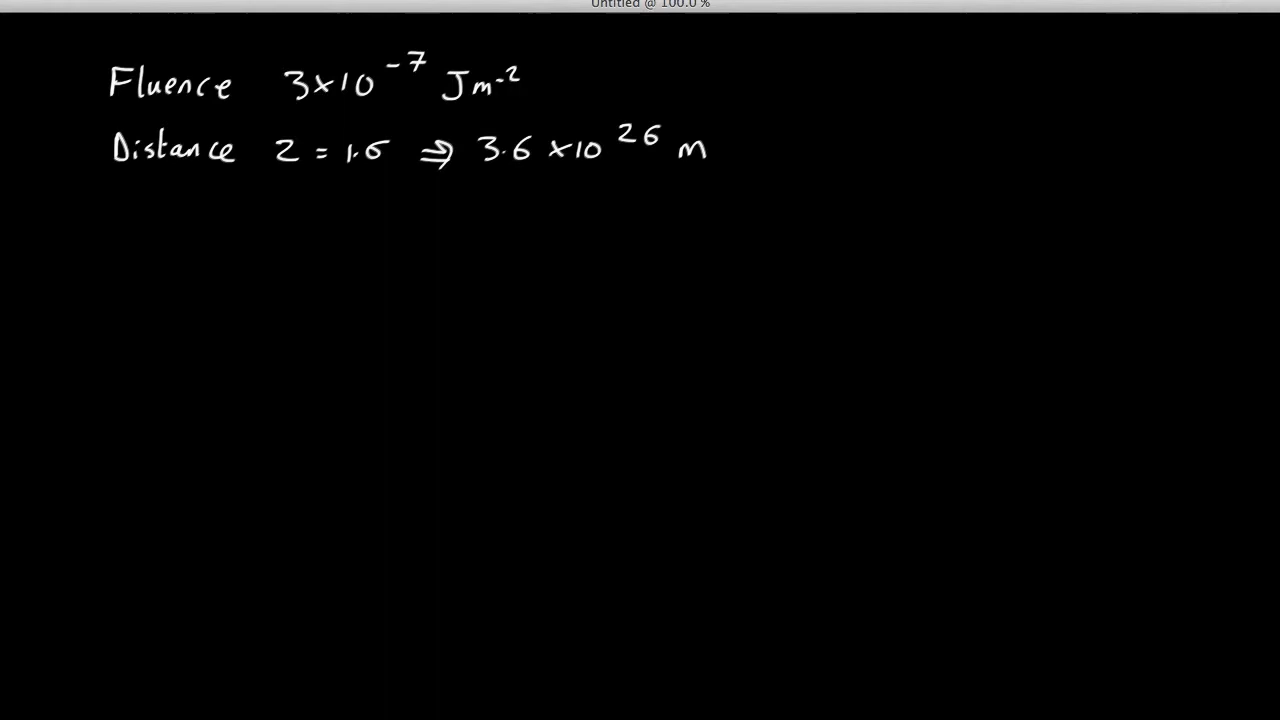 Untitled @ 100.0 %
Fluence 3×10⁻⁷ Jm⁻²
Distance z = 1.6 ⇒ 3.6 ×10²⁶ m